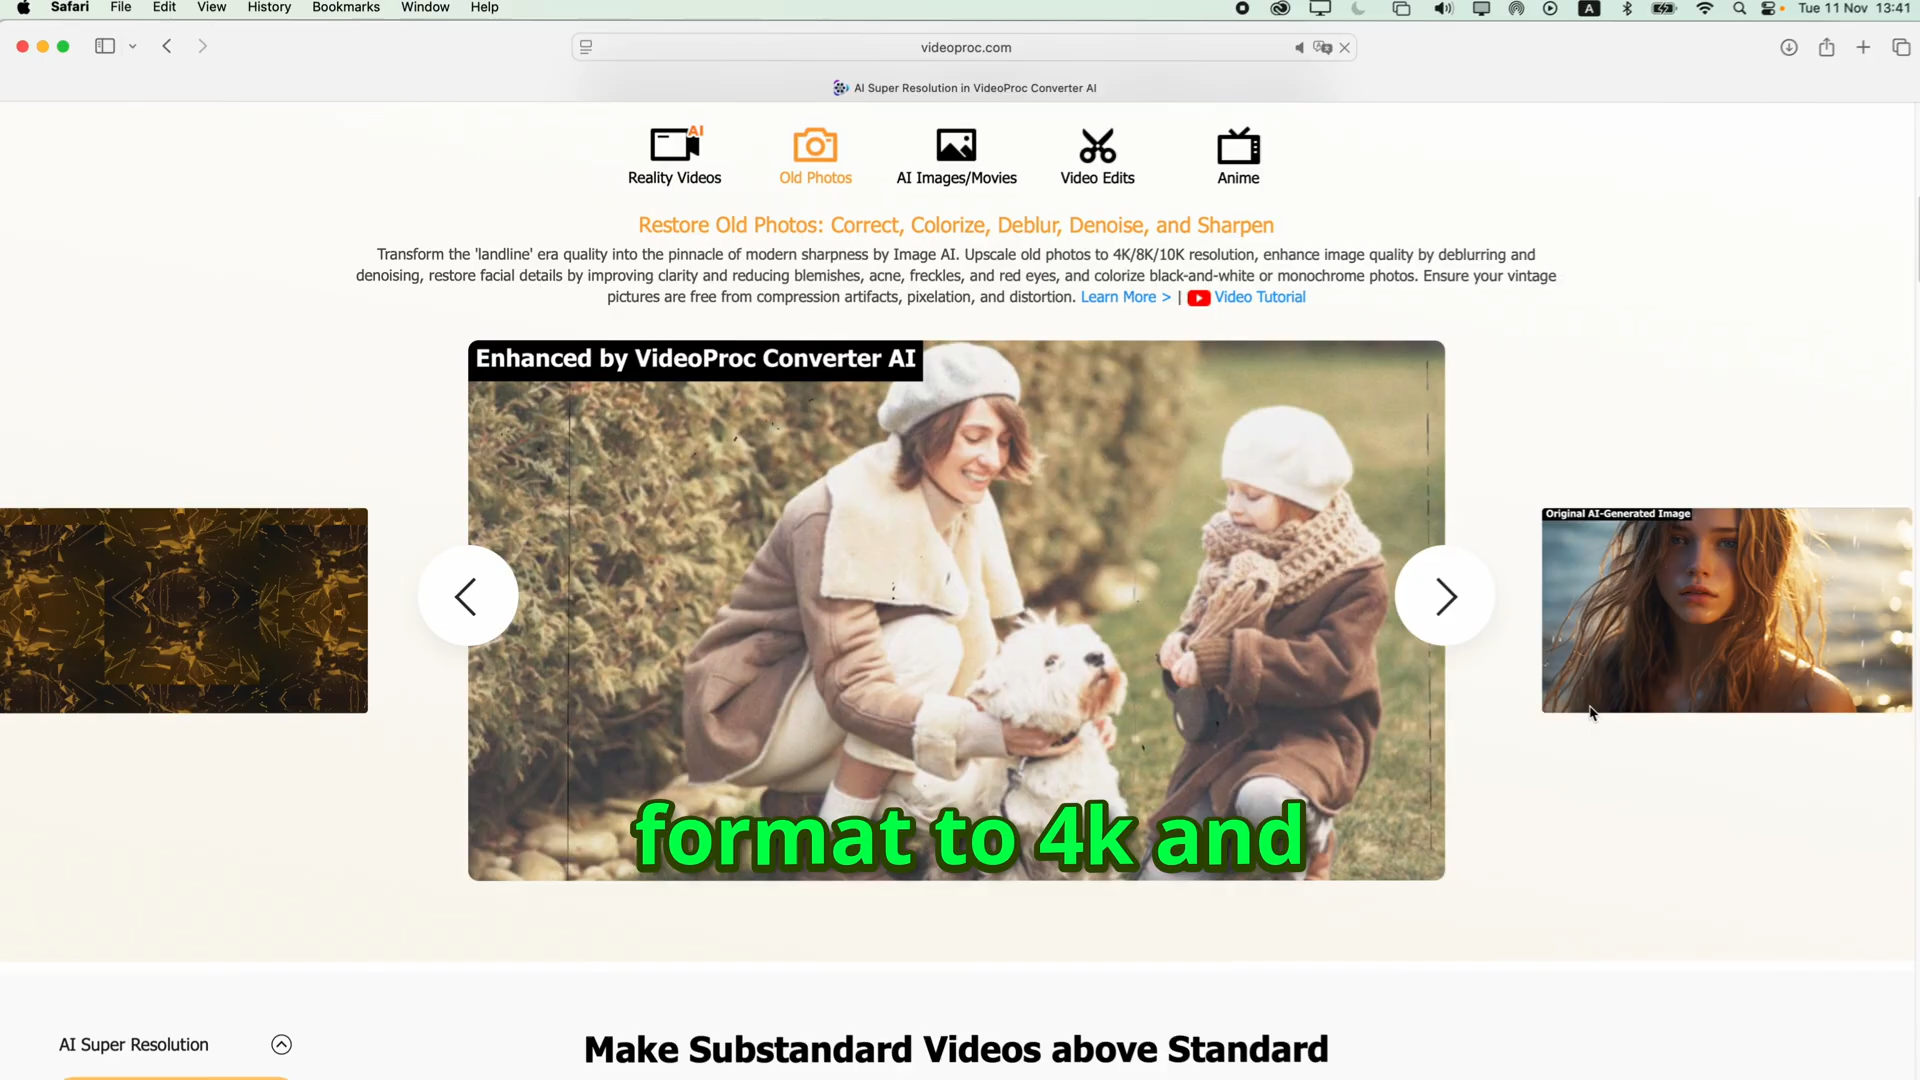 Safari File Edit View History Bookmarks Window Help
A
Tue 11 Nov 13:41
videoproc.com
AI Super Resolution in VideoProc Converter AI
AI
Reality Videos
Old Photos
AI Images/Movies
Video Edits
Anime
Restore Old Photos: Correct, Colorize, Deblur, Denoise, and Sharpen
Transform the 'landline' era quality into the pinnacle of modern sharpness by Image AI. Upscale old photos to 4K/8K/10K resolution, enhance image quality by deblurring and
denoising, restore facial details by improving clarity and reducing blemishes, acne, freckles, and red eyes, and colorize black-and-white or monochrome photos. Ensure your vintage
pictures are free from compression artifacts, pixelation, and distortion. Learn More > | Video Tutorial
Enhanced by VideoProc Converter AI
Original AI-Generated Image
format to 4k and
AI Super Resolution
Make Substandard Videos above Standard